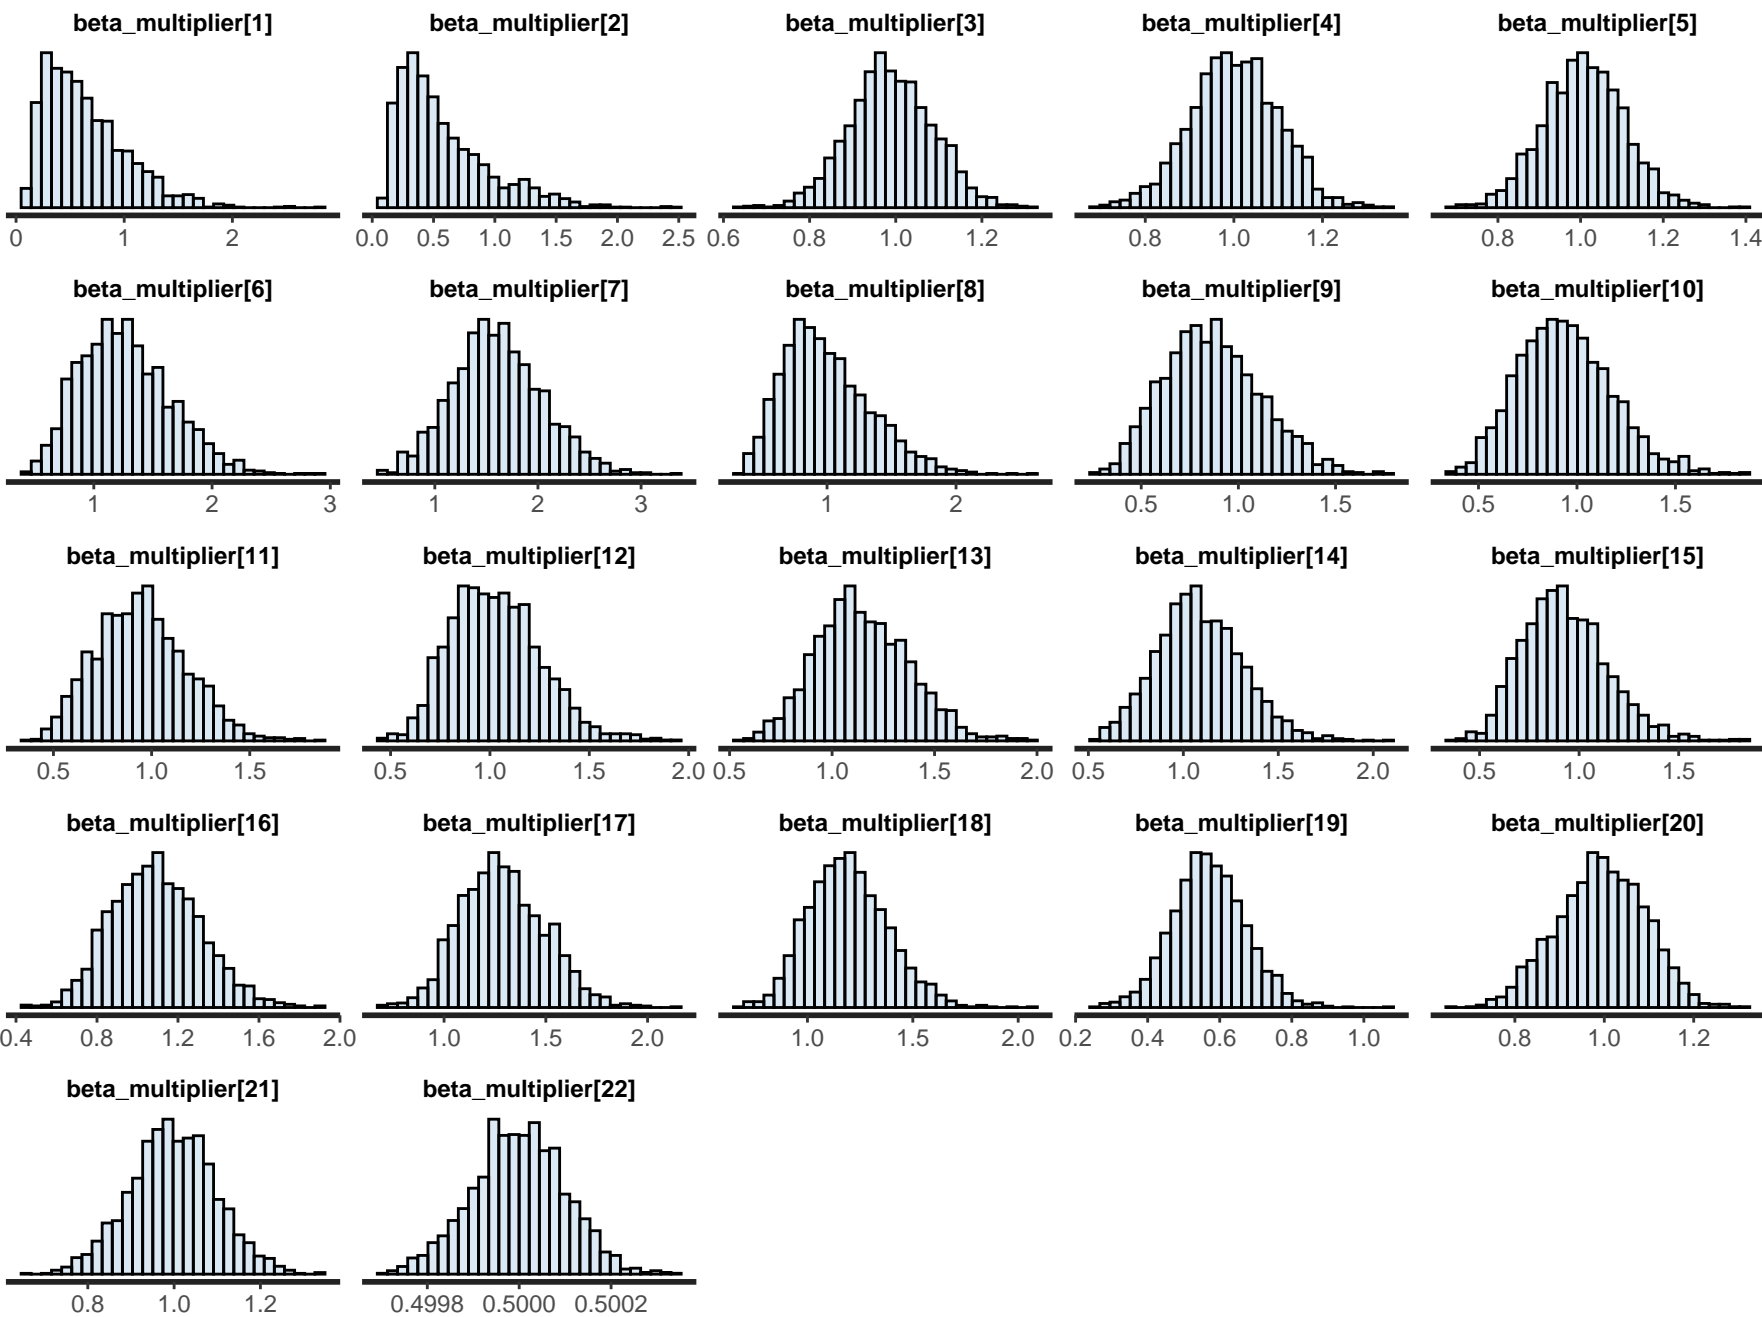 beta_multiplier[1] beta_multiplier[2] beta_multiplier[3] beta_multiplier[4] beta_multiplier[5]
0 1 2 0.0 0.5 1.0 1.5 2.0 2.5 0.6 0.8 1.0 1.2 0.8 1.0 1.2 0.8 1.0 1.2 1.4
beta_multiplier[6] beta_multiplier[7] beta_multiplier[8] beta_multiplier[9] beta_multiplier[10]
1 2 3 1 2 3 1 2 0.5 1.0 1.5 0.5 1.0 1.5
beta_multiplier[11] beta_multiplier[12] beta_multiplier[13] beta_multiplier[14] beta_multiplier[15]
0.5 1.0 1.5 0.5 1.0 1.5 2.0 0.5 1.0 1.5 2.0 0.5 1.0 1.5 2.0 0.5 1.0 1.5
beta_multiplier[16] beta_multiplier[17] beta_multiplier[18] beta_multiplier[19] beta_multiplier[20]
0.4 0.8 1.2 1.6 2.0 1.0 1.5 2.0 1.0 1.5 2.0 0.2 0.4 0.6 0.8 1.0 0.8 1.0 1.2
beta_multiplier[21] beta_multiplier[22]
0.8 1.0 1.2 0.4998 0.5000 0.5002